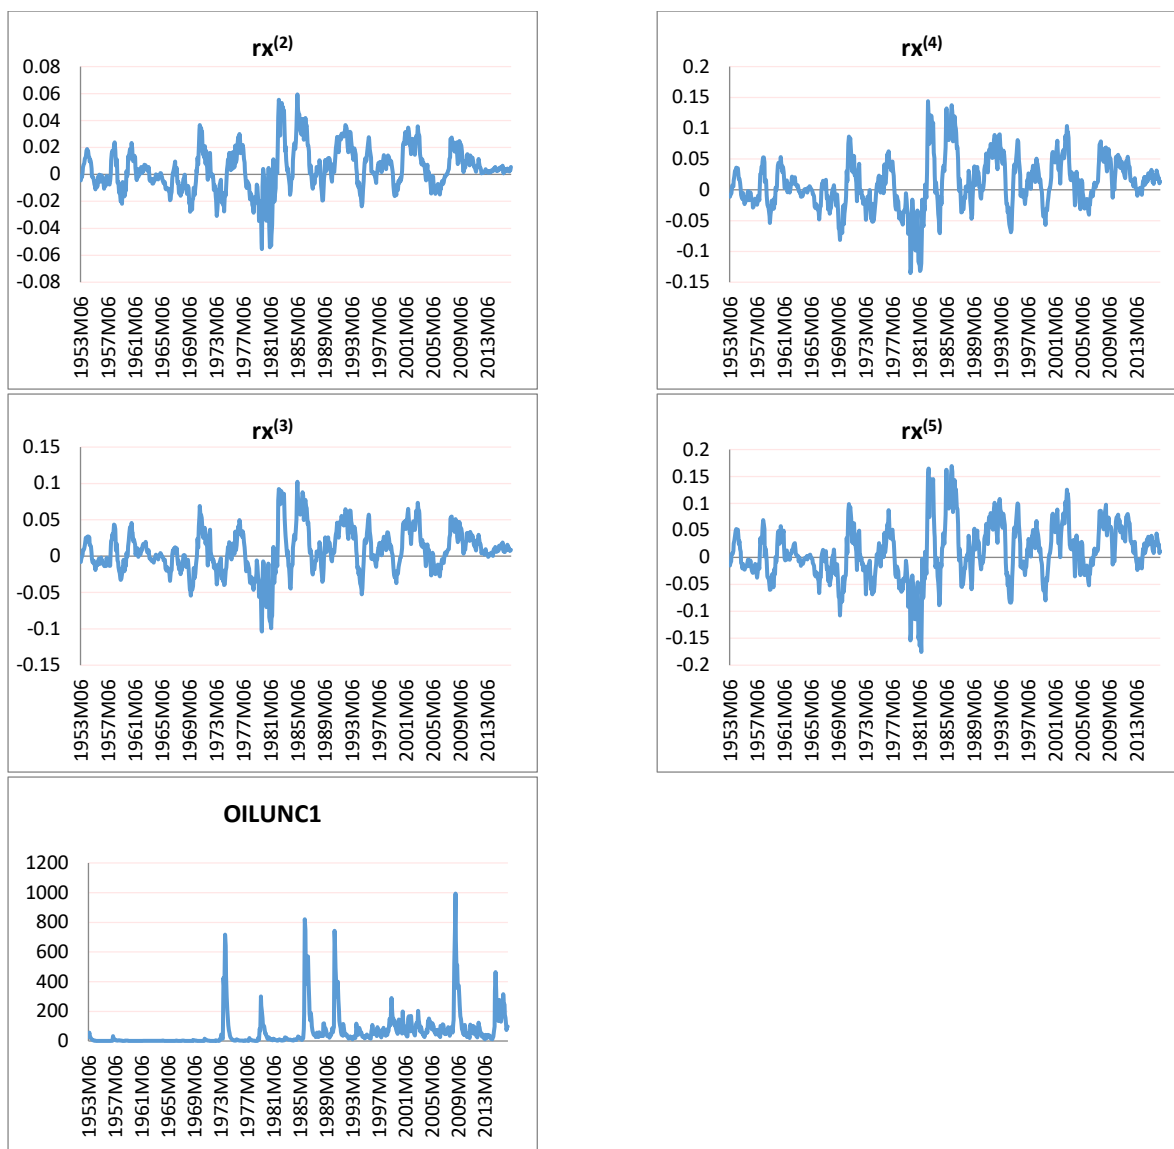 rx(2)
0.08
0.06
0.04
0.02
0
-0.02
-0.04
-0.06
-0.08
1953M06
1957M06
1961M06
1965M06
1969M06
1973M06
1977M06
1981M06
1985M06
1989M06
1993M06
1997M06
2001M06
2005M06
2009M06
2013M06
rx(4)
0.2
0.15
0.1
0.05
0
-0.05
-0.1
-0.15
1953M06
1957M06
1961M06
1965M06
1969M06
1973M06
1977M06
1981M06
1985M06
1989M06
1993M06
1997M06
2001M06
2005M06
2009M06
2013M06
rx(3)
0.15
0.1
0.05
0
-0.05
-0.1
-0.15
1953M06
1957M06
1961M06
1965M06
1969M06
1973M06
1977M06
1981M06
1985M06
1989M06
1993M06
1997M06
2001M06
2005M06
2009M06
2013M06
rx(5)
0.2
0.15
0.1
0.05
0
-0.05
-0.1
-0.15
-0.2
1953M06
1957M06
1961M06
1965M06
1969M06
1973M06
1977M06
1981M06
1985M06
1989M06
1993M06
1997M06
2001M06
2005M06
2009M06
2013M06
OILUNC1
1200
1000
800
600
400
200
0
1953M06
1957M06
1961M06
1965M06
1969M06
1973M06
1977M06
1981M06
1985M06
1989M06
1993M06
1997M06
2001M06
2005M06
2009M06
2013M06